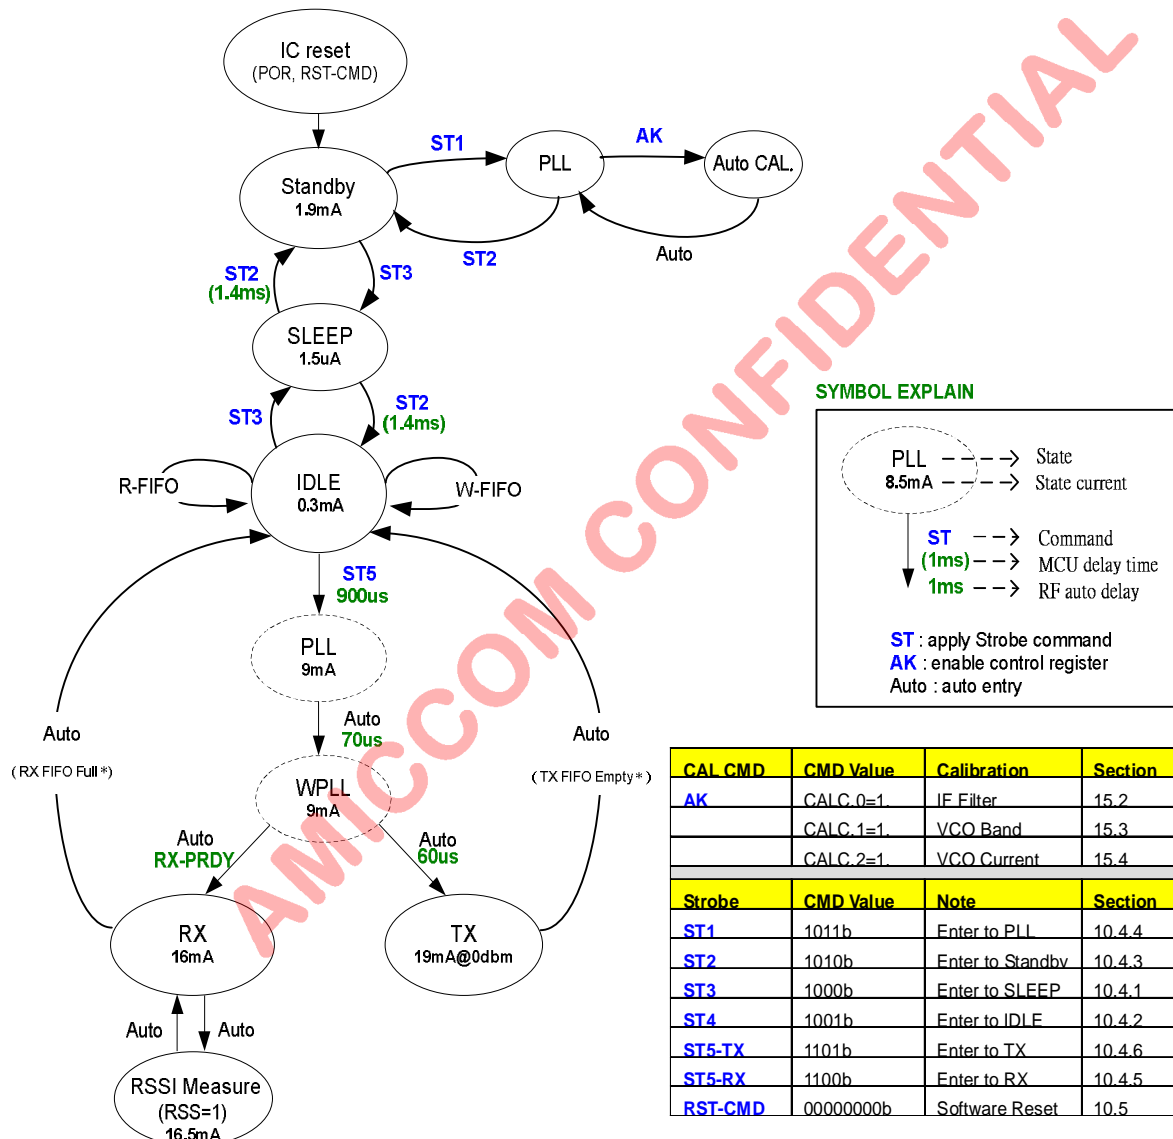 IC reset
(POR, RST-CMD)
ST1
AK
PLL
Auto CAL.
Standby
1.9mA
ST2
Auto
ST2
(1.4ms)
ST3
SLEEP
1.5uA
ST3
ST2
(1.4ms)
R-FIFO
IDLE
0.3mA
W-FIFO
ST5
900us
PLL
9mA
Auto
70us
Auto
(RX FIFO Full*)
Auto
(TX FIFO Empty*)
WPLL
9mA
Auto
RX-PRDY
Auto
60us
RX
16mA
TX
19mA@0dbm
Auto
Auto
RSSI Measure
(RSS=1)
16.5mA
SYMBOL EXPLAIN
PLL
8.5mA
State
State current
ST
(1ms)
1ms
Command
MCU delay time
RF auto delay
ST : apply Strobe command
AK : enable control register
Auto : auto entry
CAL CMD CMD Value Calibration Section
AK CALC.0=1. IF Filter 15.2
CALC.1=1. VCO Band 15.3
CALC.2=1. VCO Current 15.4
Strobe CMD Value Note Section
ST1 1011b Enter to PLL 10.4.4
ST2 1010b Enter to Standby 10.4.3
ST3 1000b Enter to SLEEP 10.4.1
ST4 1001b Enter to IDLE 10.4.2
ST5-TX 1101b Enter to TX 10.4.6
ST5-RX 1100b Enter to RX 10.4.5
RST-CMD 00000000b Software Reset 10.5
AMICCOM CONFIDENTIAL